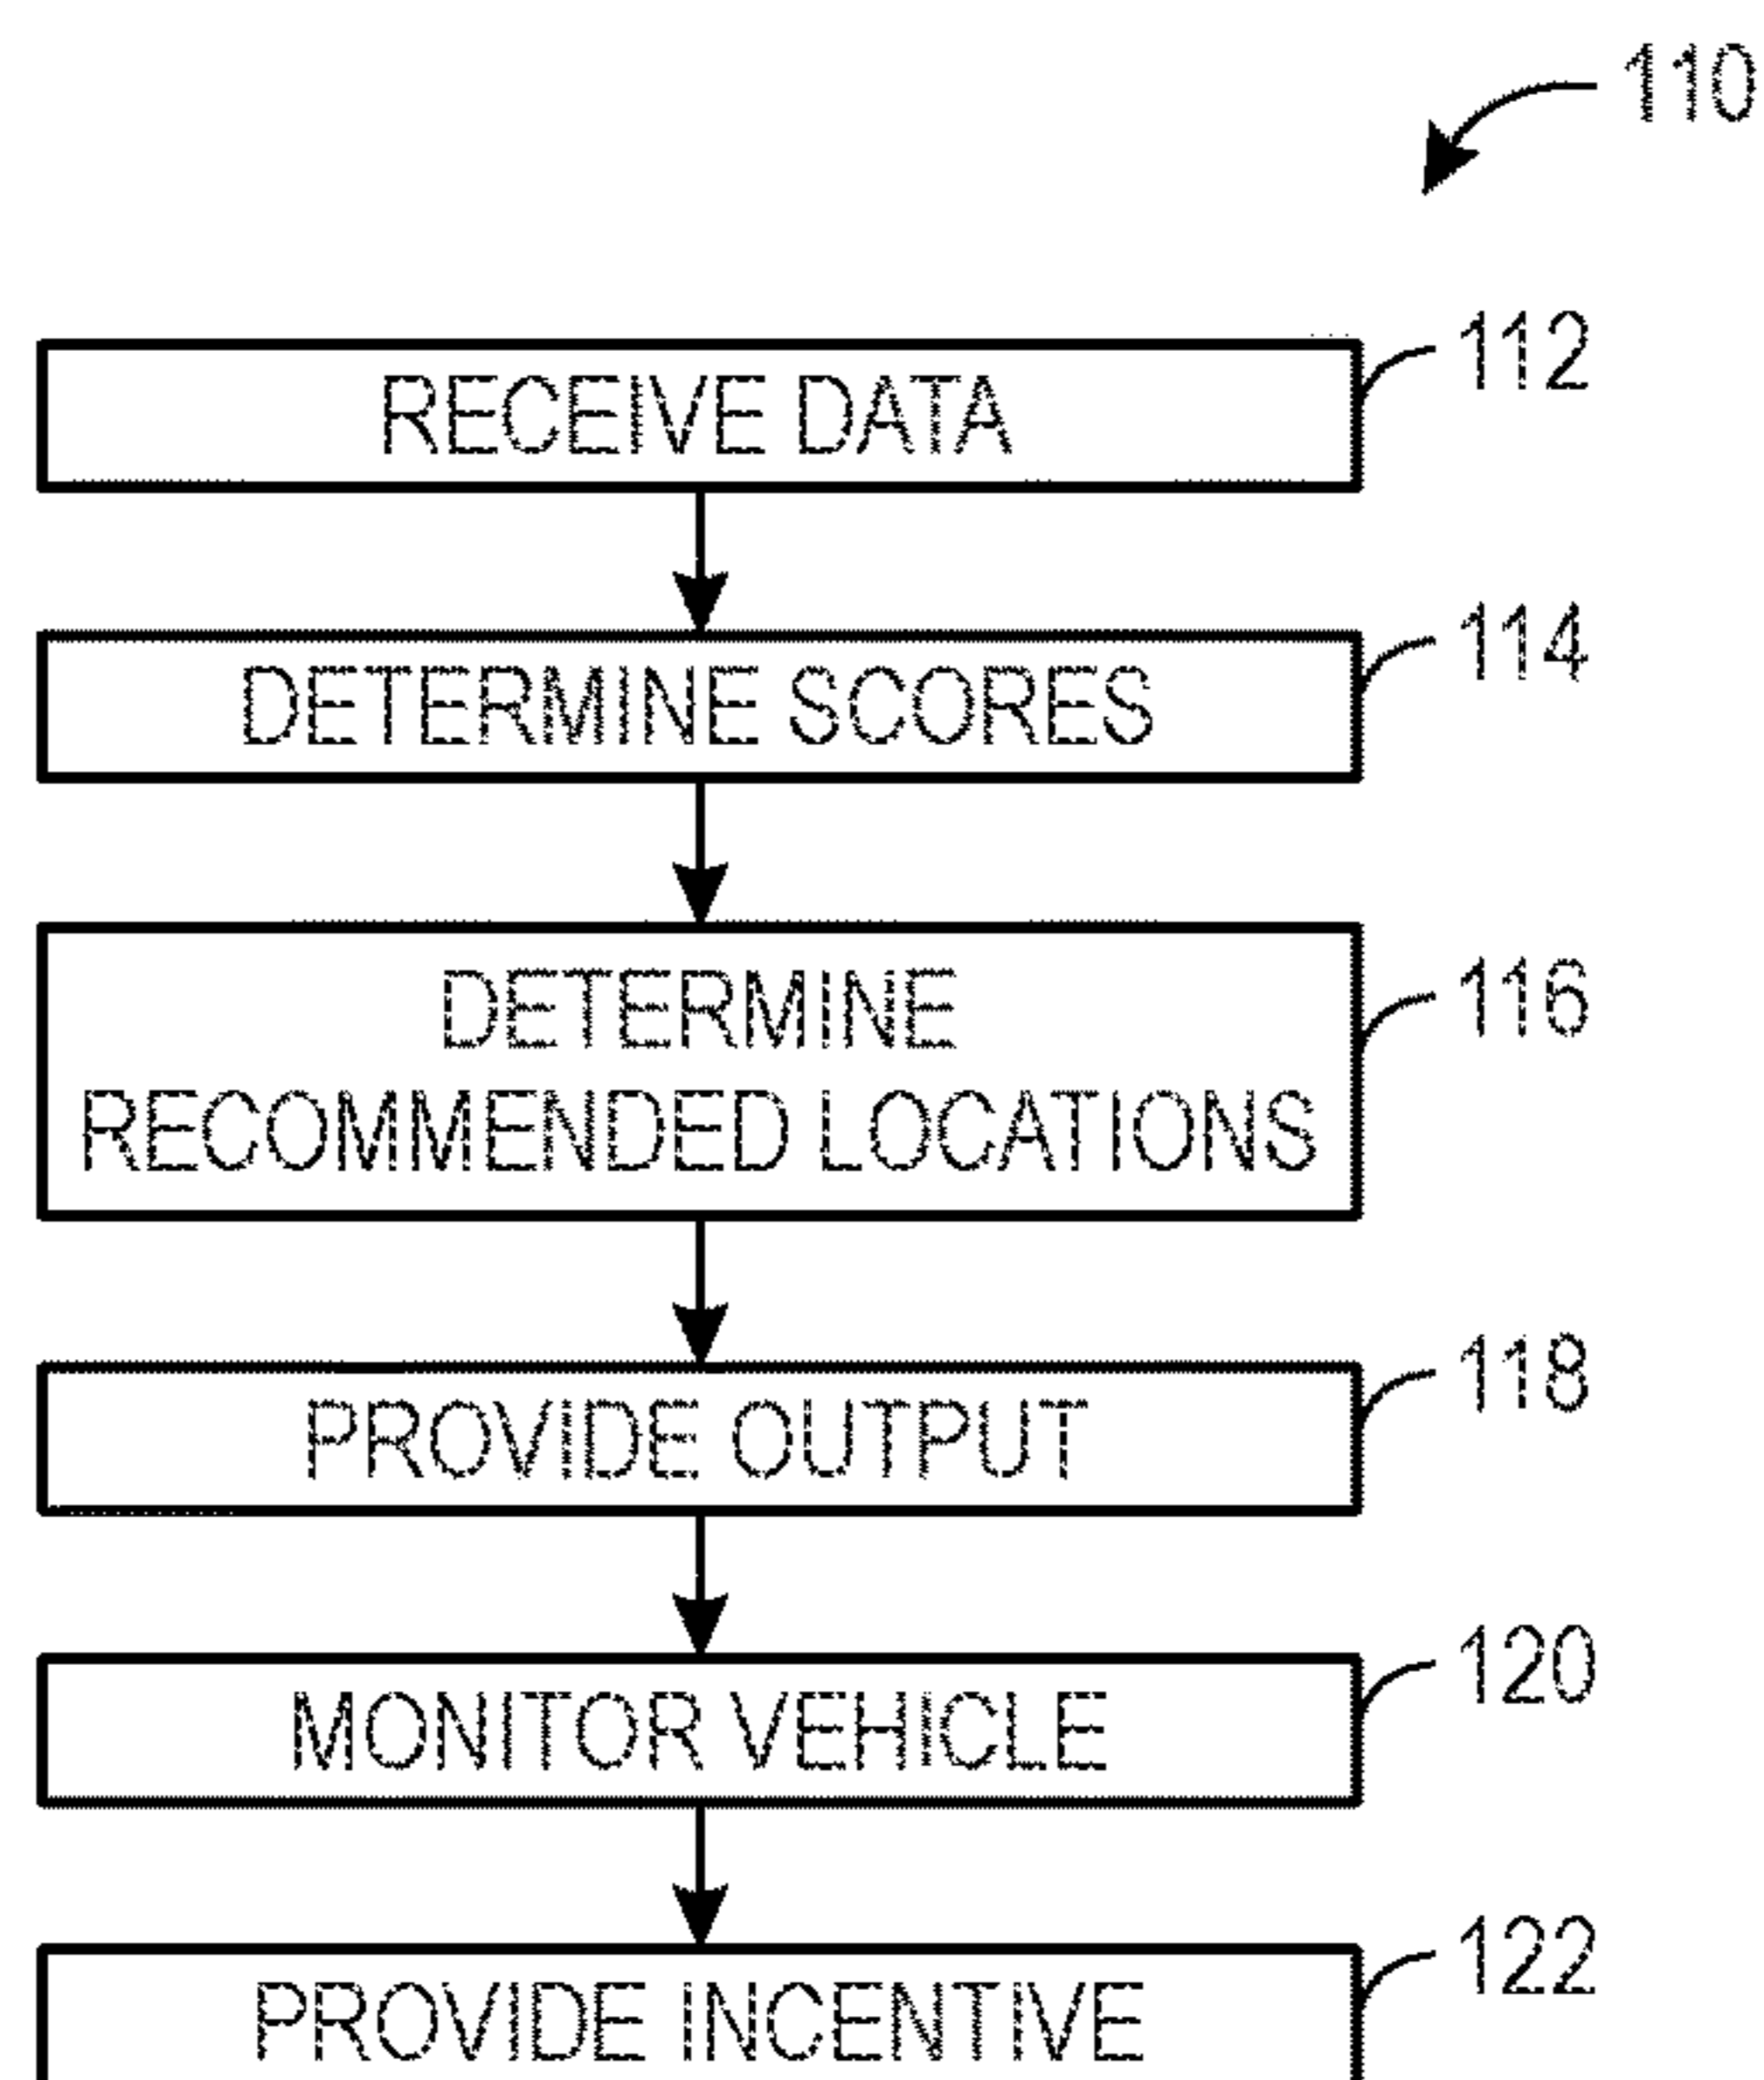 110
RECEIVE DATA
112
DETERMINE SCORES
114
DETERMINE
RECOMMENDED LOCATIONS
116
PROVIDE OUTPUT
118
MONITOR VEHICLE
120
PROVIDE INCENTIVE
122